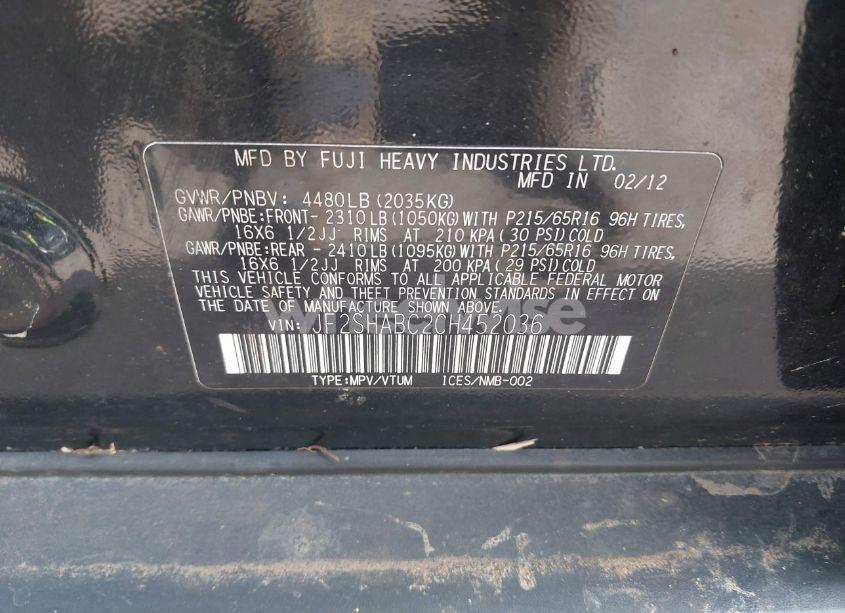 MFD BY FUJI HEAVY INDUSTRIES LTD.
MFD IN 02/12
GVWR/PNBV: 4480LB (2035KG)
GAWR/PNBE:FRONT- 2310LB (1050KG) WITH P215/65R16 96H TIRES,
16X6 1/2JJ RIMS AT 210 KPA (30 PSI) COLD
GAWR/PNBE:REAR - 2410LB (1095KG) WITH P215/65R16 96H TIRES,
16X6 1/2JJ RIMS AT 200 KPA (29 PSI) COLD
THIS VEHICLE CONFORMS TO ALL APPLICABLE FEDERAL MOTOR
VEHICLE SAFETY AND THEFT PREVENTION STANDARDS IN EFFECT ON
THE DATE OF MANUFACTURE SHOWN ABOVE.
VIN: JF2SHABC2CH452036
TYPE:MPV/VTUM ICES/NMB-002